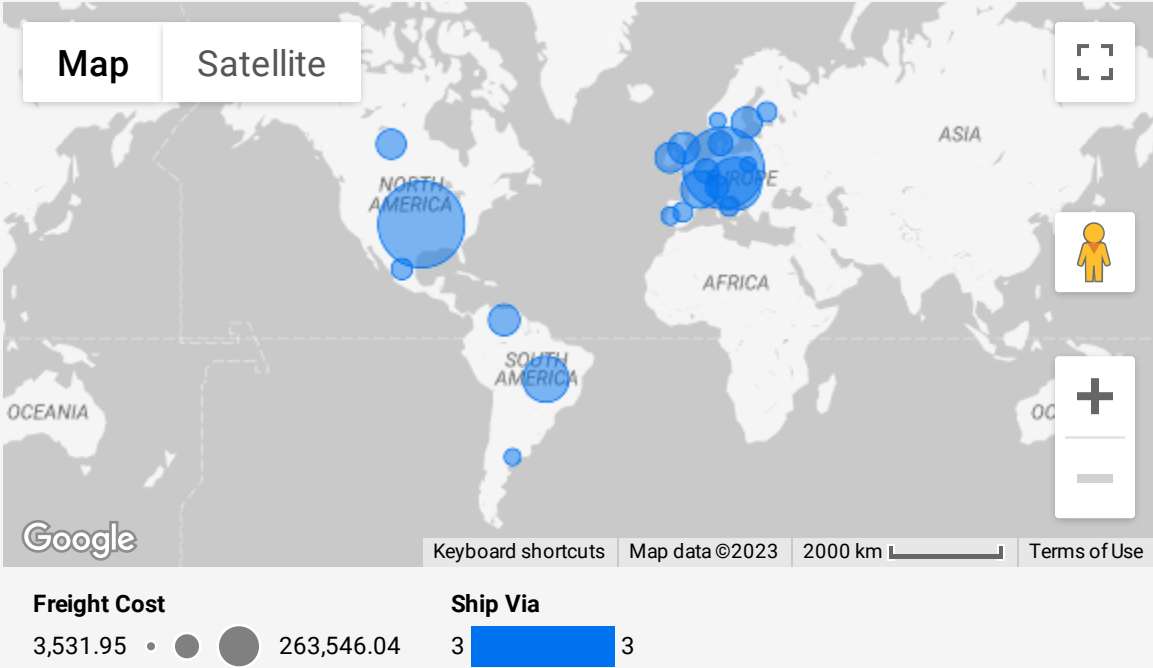 Map Satellite
ASIA
NORTH
AMERICA
EUROPE
AFRICA
SOUTH
AMERICA
OCEANIA
OC
Google
Keyboard shortcuts Map data ©2023 2000 km Terms of Use
Freight Cost Ship Via
3,531.95 263,546.04 3 3